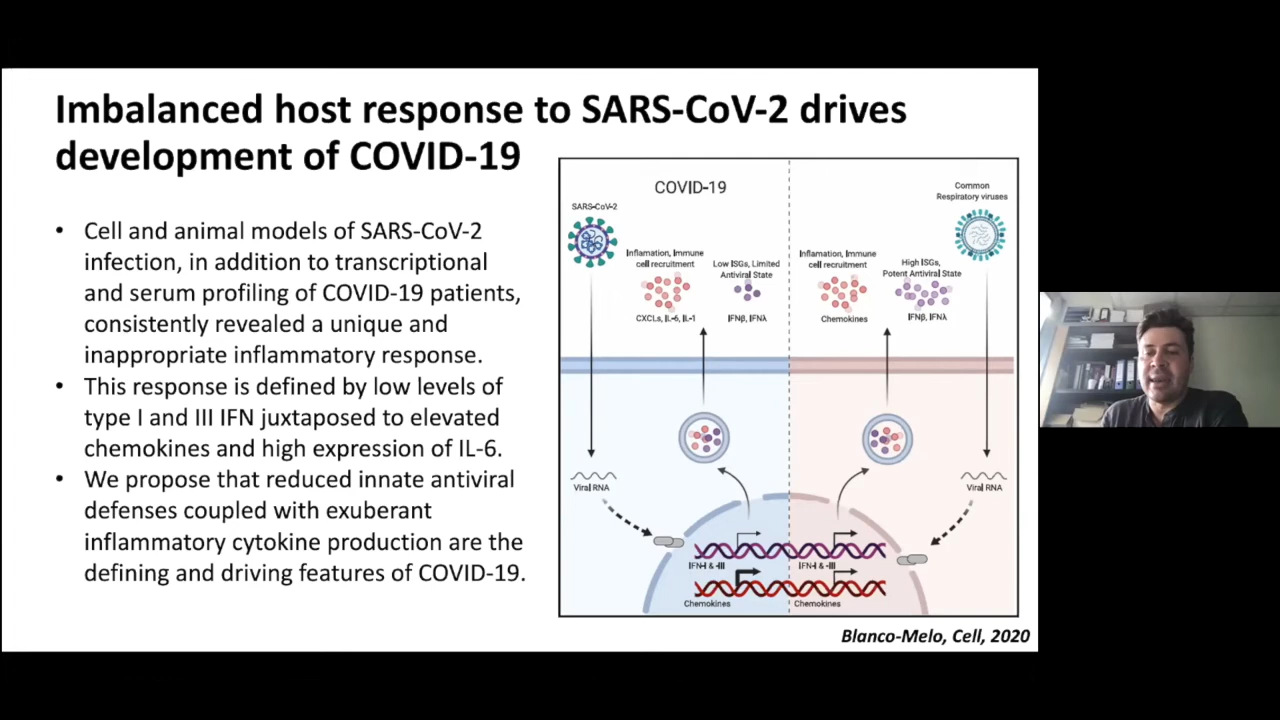 Imbalanced host response to SARS-CoV-2 drives
development of COVID-19
• Cell and animal models of SARS-CoV-2
infection, in addition to transcriptional
and serum profiling of COVID-19 patients,
consistently revealed a unique and
inappropriate inflammatory response.
• This response is defined by low levels of
type I and III IFN juxtaposed to elevated
chemokines and high expression of IL-6.
• We propose that reduced innate antiviral
defenses coupled with exuberant
inflammatory cytokine production are the
defining and driving features of COVID-19.
COVID-19
SARS-CoV-2
Inflamation, Immune
cell recruitment
CXCLs, IL-6, IL-1
Low ISGs, Limited
Antiviral State
IFNβ, IFNλ
Viral RNA
IFN-I & -III
Chemokines
Common
Respiratory viruses
Inflamation, Immune
cell recruitment
Chemokines
High ISGs,
Potent Antiviral State
IFNβ, IFNλ
Viral RNA
IFN-I & -III
Chemokines
Blanco-Melo, Cell, 2020